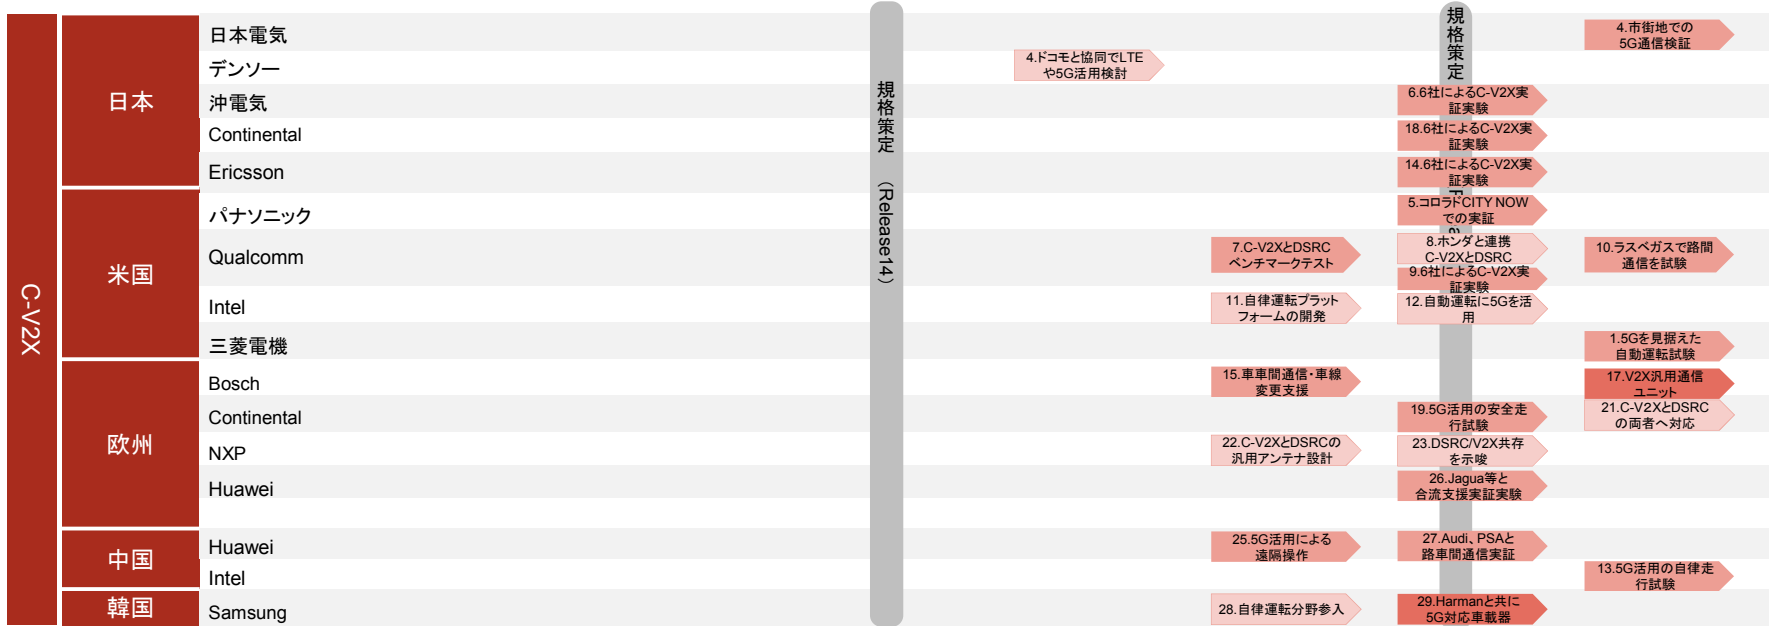 C-V2X
日本
日本電気
4.市街地での
5G通信検証
デンソー
4.ドコモと協同でLTE
や5G活用検討
沖電気
6.6社によるC-V2X実
証実験
Continental
18.6社によるC-V2X実
証実験
Ericsson
14.6社によるC-V2X実
証実験
規格策定 (Release14)
規格策定
米国
パナソニック
5.コロラドCITY NOW
での実証
Qualcomm
7.C-V2XとDSRC
ベンチマークテスト
8.ホンダと連携
C-V2XとDSRC
9.6社によるC-V2X実
証実験
10.ラスベガスで路間
通信を試験
Intel
11.自律運転プラット
フォームの開発
12.自動運転に5Gを活
用
三菱電機
1.5Gを見据えた
自動運転試験
欧州
Bosch
15.車車間通信・車線
変更支援
17.V2X汎用通信
ユニット
Continental
19.5G活用の安全走
行試験
21.C-V2XとDSRC
の両者へ対応
NXP
22.C-V2XとDSRCの
汎用アンテナ設計
23.DSRC/V2X共存
を示唆
Huawei
26.Jagua等と
合流支援実証実験
中国
Huawei
25.5G活用による
遠隔操作
27.Audi、PSAと
路車間通信実証
Intel
13.5G活用の自律走
行試験
韓国
Samsung
28.自律運転分野参入
29.Harmanと共に
5G対応車載器